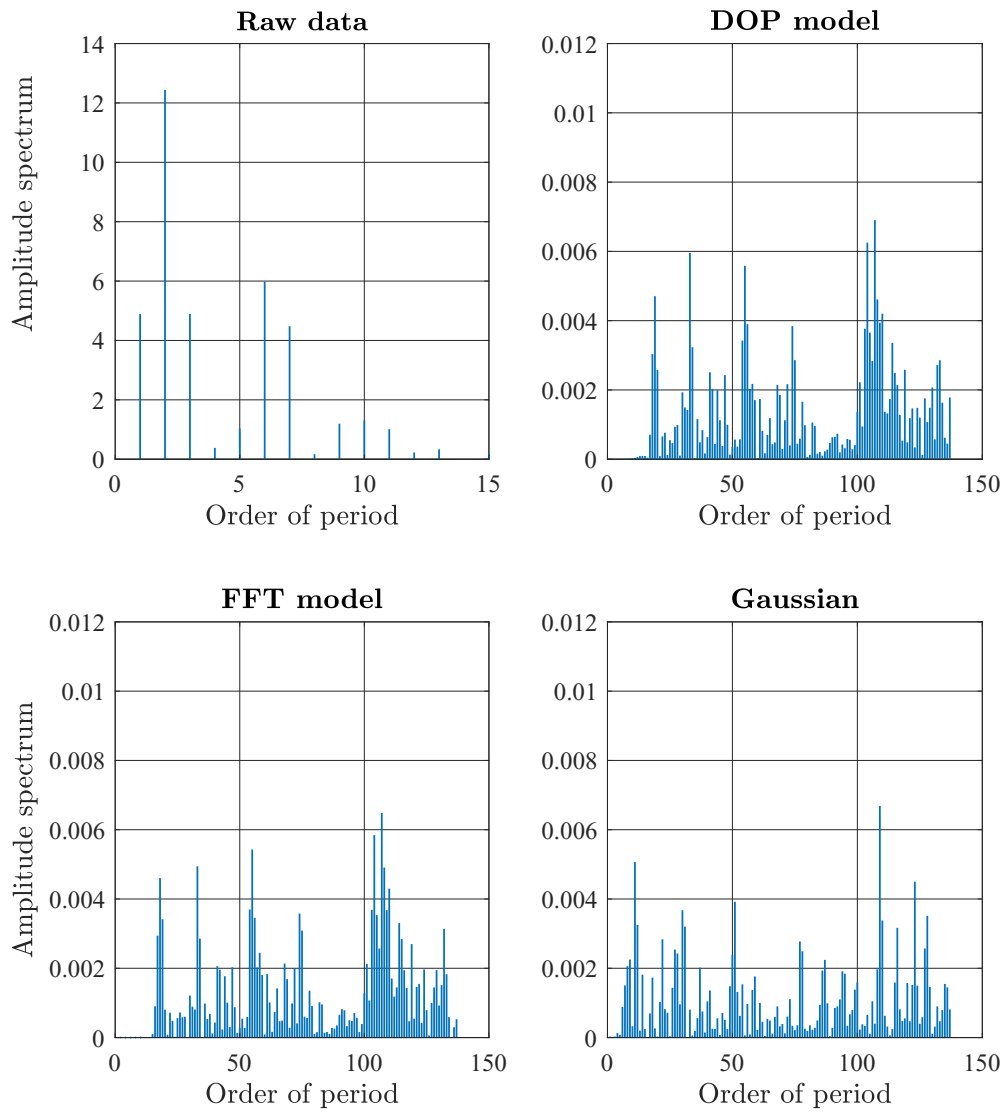 Raw data
14
12
10
8
6
4
2
0
0 5 10 15
Amplitude spectrum
Order of period
DOP model
0.012
0.01
0.008
0.006
0.004
0.002
0
0 50 100 150
Order of period
FFT model
0.012
0.01
0.008
0.006
0.004
0.002
0
0 50 100 150
Amplitude spectrum
Order of period
Gaussian
0.012
0.01
0.008
0.006
0.004
0.002
0
0 50 100 150
Order of period